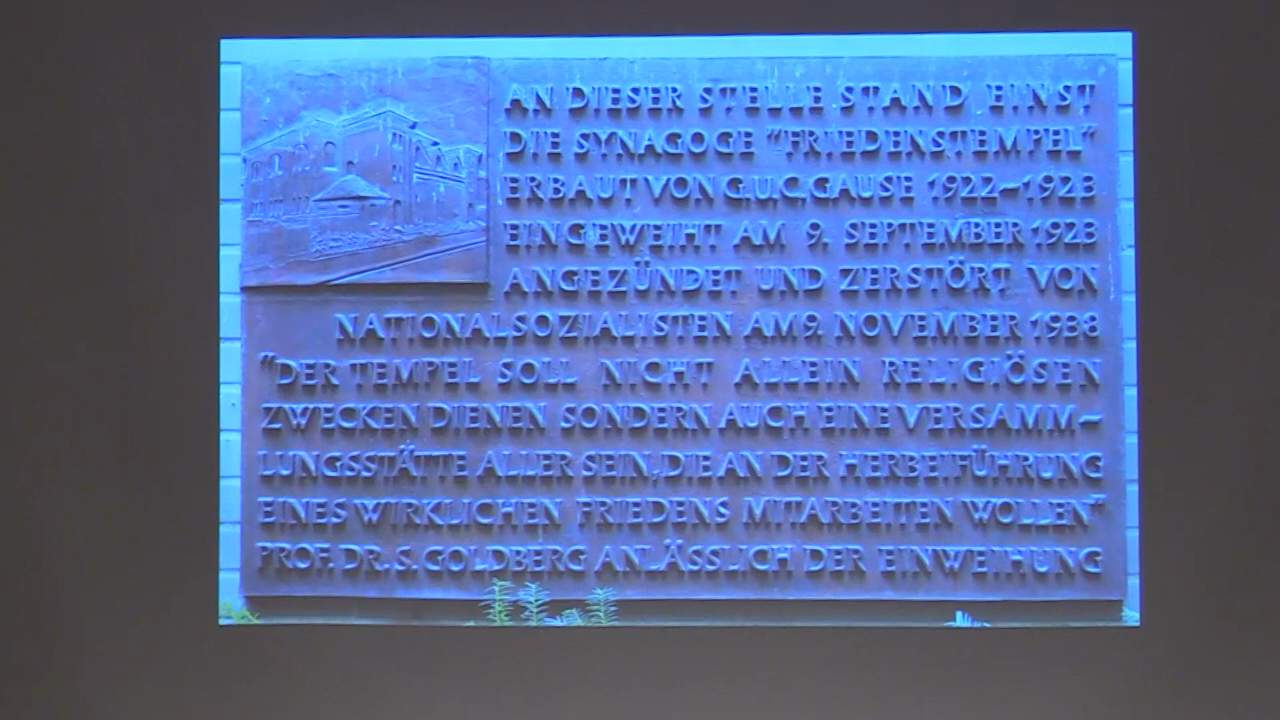 AN DIESER STELLE STAND EINST
DIE SYNAGOGE "FRIEDENSTEMPEL"
ERBAUT VON G.U.C.GAUSE 1922-1923
EINGEWEIHT AM 9. SEPTEMBER 1923
ANGEZÜNDET UND ZERSTÖRT VON
NATIONALSOZIALISTEN AM 9. NOVEMBER 1938
"DER TEMPEL SOLL NICHT ALLEIN RELIGIÖSEN
ZWECKEN DIENEN SONDERN AUCH EINE VERSAMM-
LUNGSSTÄTTE ALLER SEIN, DIE AN DER HERBEIFÜHRUNG
EINES WIRKLICHEN FRIEDENS MITARBEITEN WOLLEN"
PROF. DR. S. GOLDBERG ANLÄSSLICH DER EINWEIHUNG